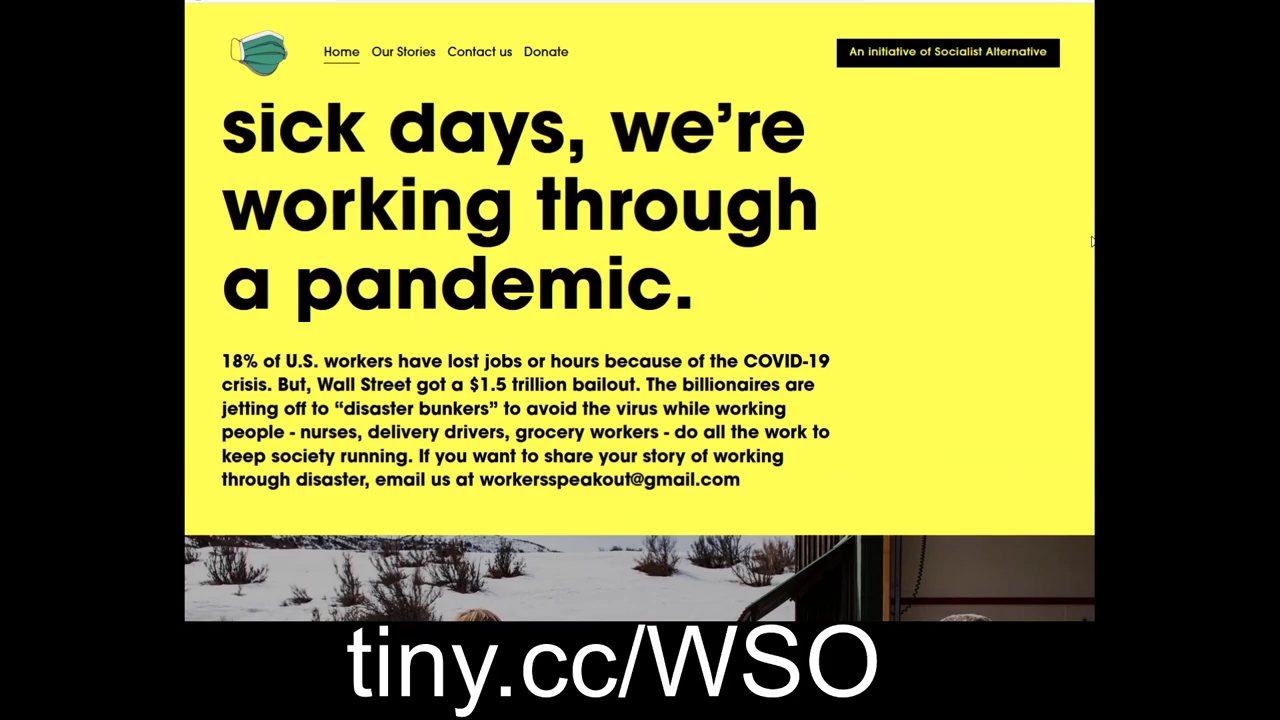 Home Our Stories Contact us Donate
An initiative of Socialist Alternative
sick days, we’re
working through
a pandemic.
18% of U.S. workers have lost jobs or hours because of the COVID-19
crisis. But, Wall Street got a $1.5 trillion bailout. The billionaires are
jetting off to “disaster bunkers” to avoid the virus while working
people - nurses, delivery drivers, grocery workers - do all the work to
keep society running. If you want to share your story of working
through disaster, email us at workersspeakout@gmail.com
tiny.cc/WSO